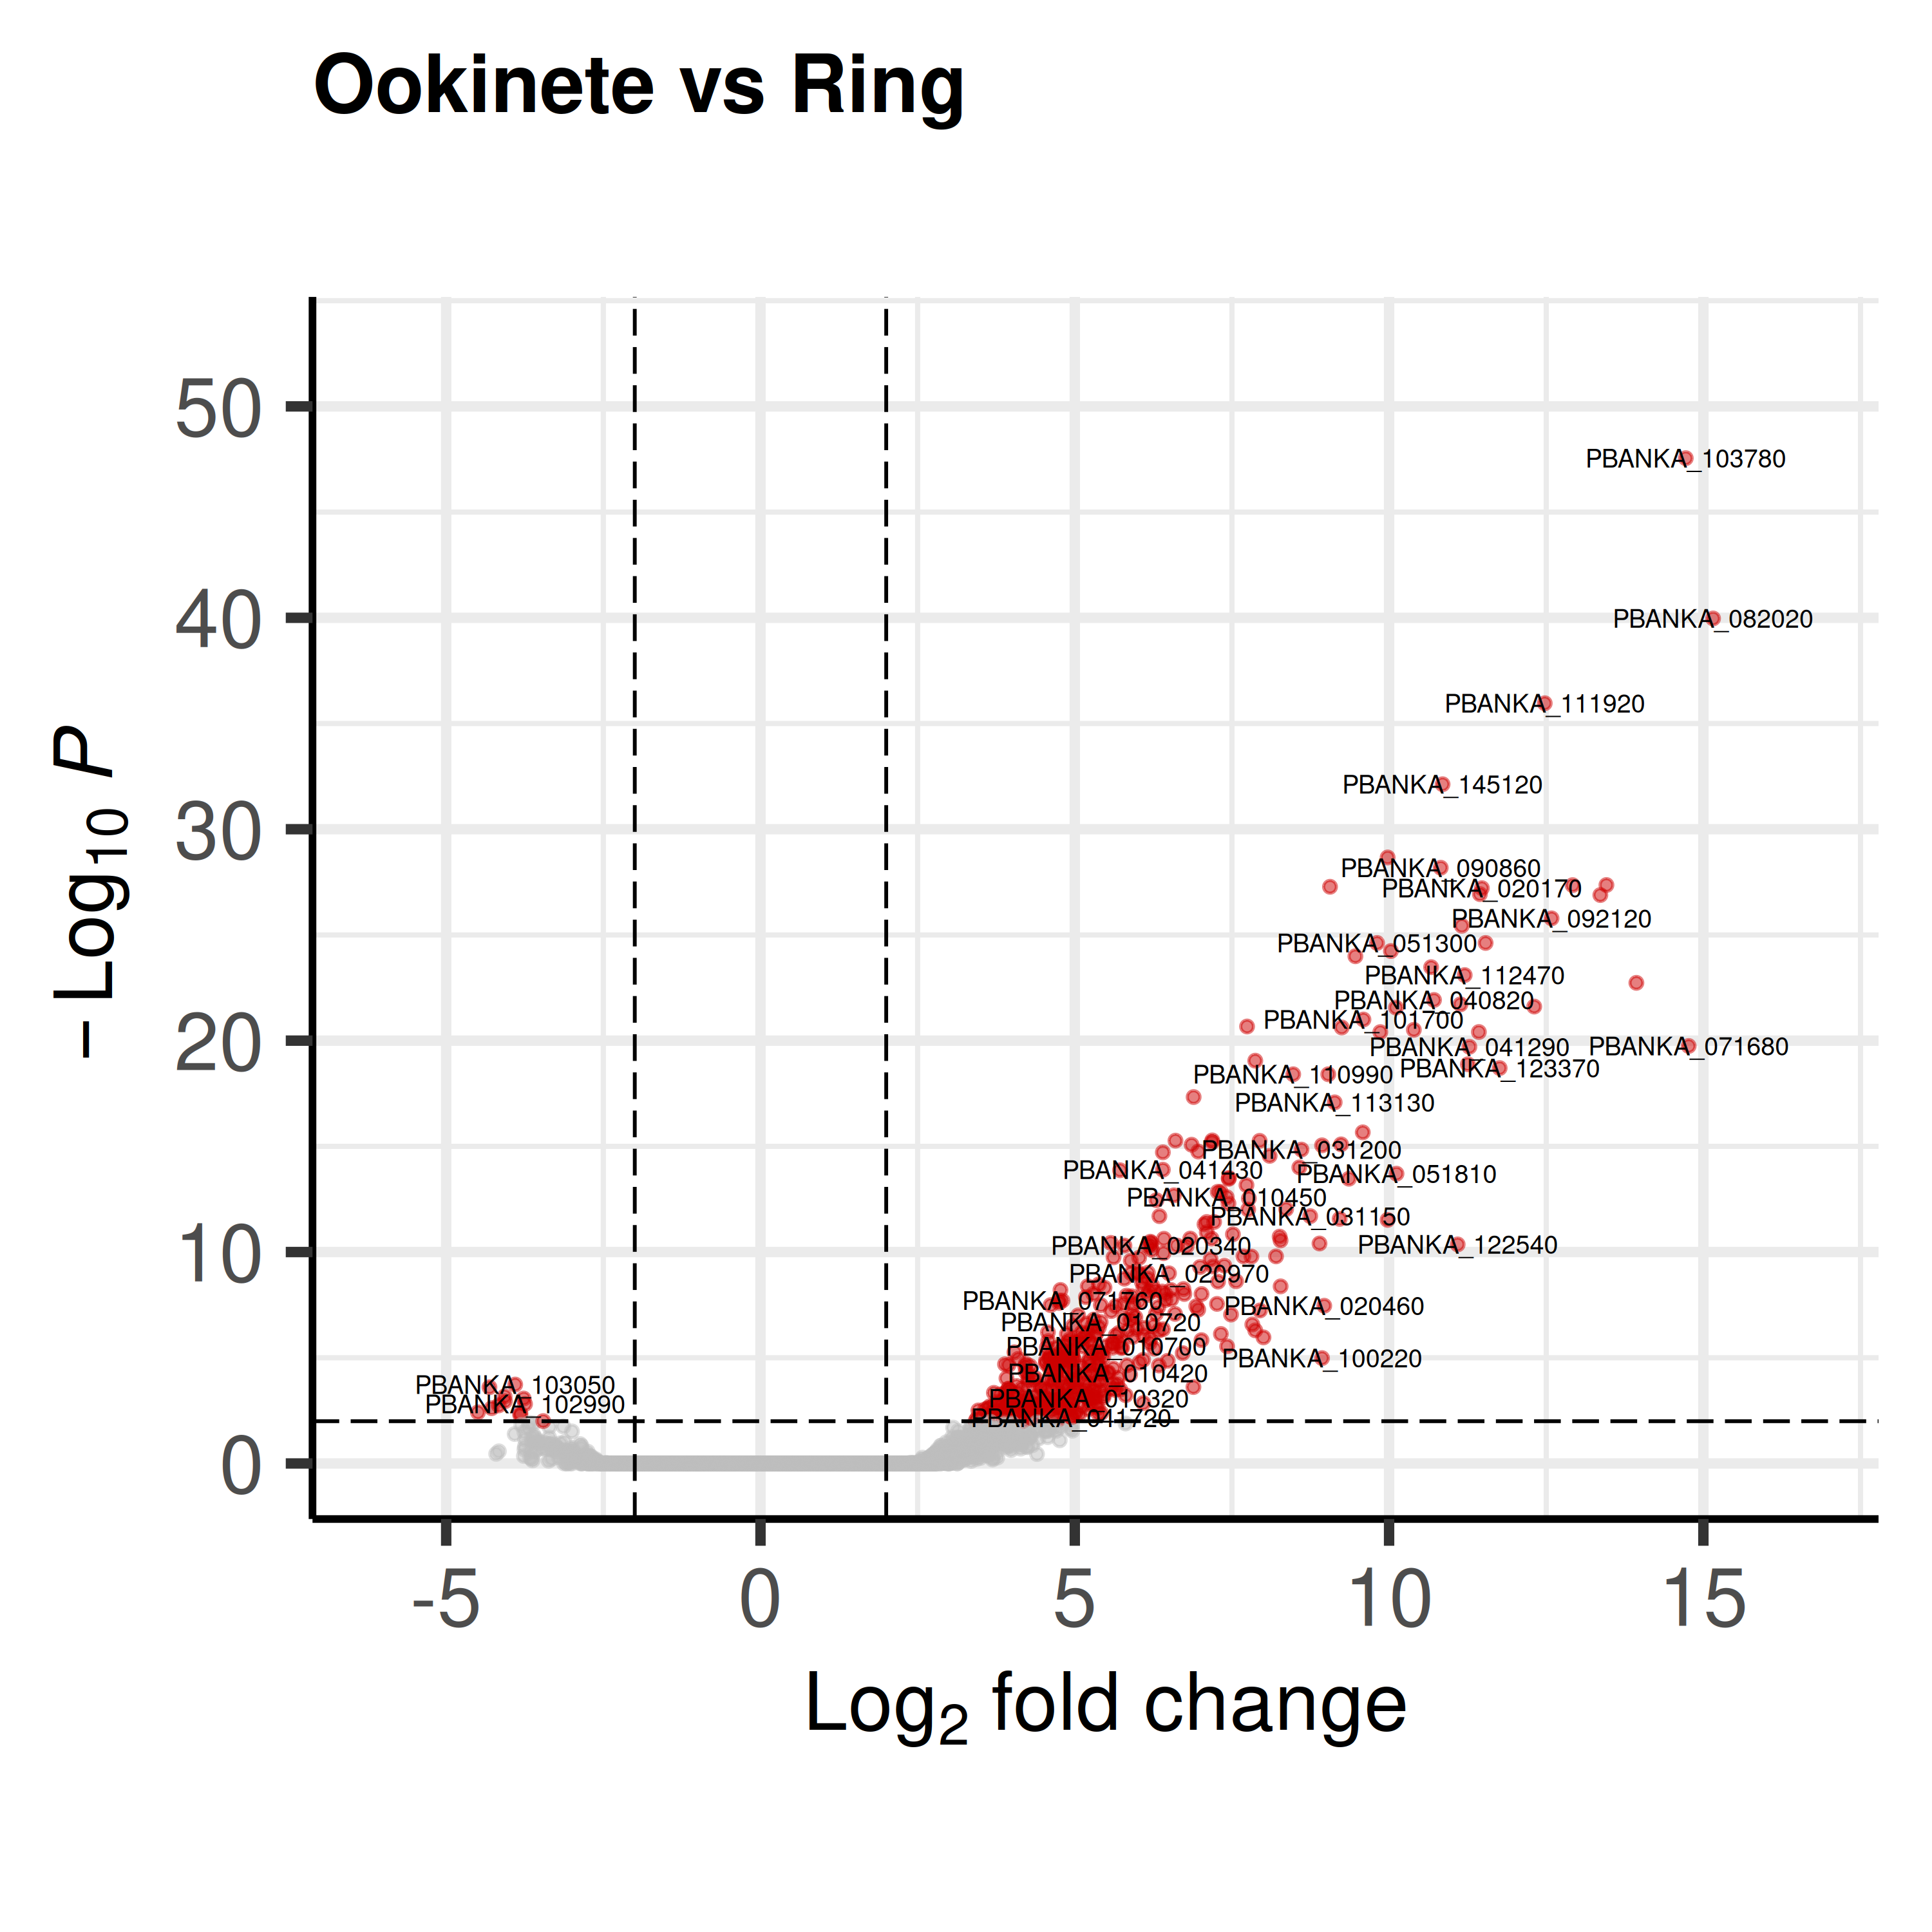 Ookinete vs Ring
50
40
30
20
10
0
− Log10 P
PBANKA_103780
PBANKA_082020
PBANKA_111920
PBANKA_145120
PBANKA_090860
PBANKA_020170
PBANKA_092120
PBANKA_051300
PBANKA_112470
PBANKA_040820
PBANKA_101700
PBANKA_041290
PBANKA_071680
PBANKA_123370
PBANKA_110990
PBANKA_113130
PBANKA_031200
PBANKA_041430
PBANKA_051810
PBANKA_010450
PBANKA_031150
PBANKA_020340
PBANKA_122540
PBANKA_020970
PBANKA_071760
PBANKA_020460
PBANKA_010720
PBANKA_010700
PBANKA_100220
PBANKA_010420
PBANKA_103050
PBANKA_010320
PBANKA_102990
PBANKA_041720
-5
0
5
10
15
Log2 fold change